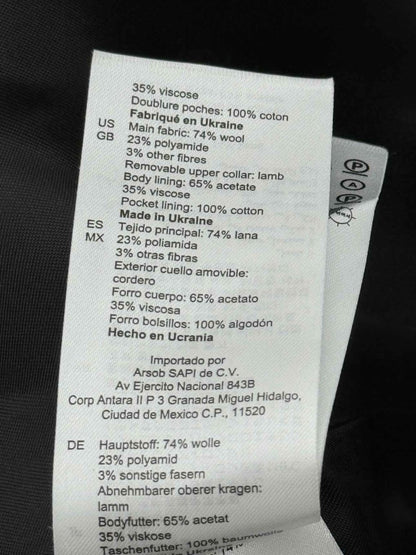 35% viscose
Doublure poches: 100% coton
Fabriqué en Ukraine
US Main fabric: 74% wool
GB 23% polyamide
3% other fibres
Removable upper collar: lamb
Body lining: 65% acetate
35% viscose
Pocket lining: 100% cotton
Made in Ukraine
ES Tejido principal: 74% lana
MX 23% poliamida
3% otras fibras
Exterior cuello amovible:
cordero
Forro cuerpo: 65% acetato
35% viscosa
Forro bolsillos: 100% algodón
Hecho en Ucrania
Importado por
Arsob SAPI de C.V.
Av Ejercito Nacional 843B
Corp Antara II P 3 Granada Miguel Hidalgo,
Ciudad de Mexico C.P., 11520
DE Hauptstoff: 74% wolle
23% polyamid
3% sonstige fasern
Abnehmbarer oberer kragen:
lamm
Bodyfutter: 65% acetat
35% viskose
Taschenfutter: 100% baumwolle
P
A
P